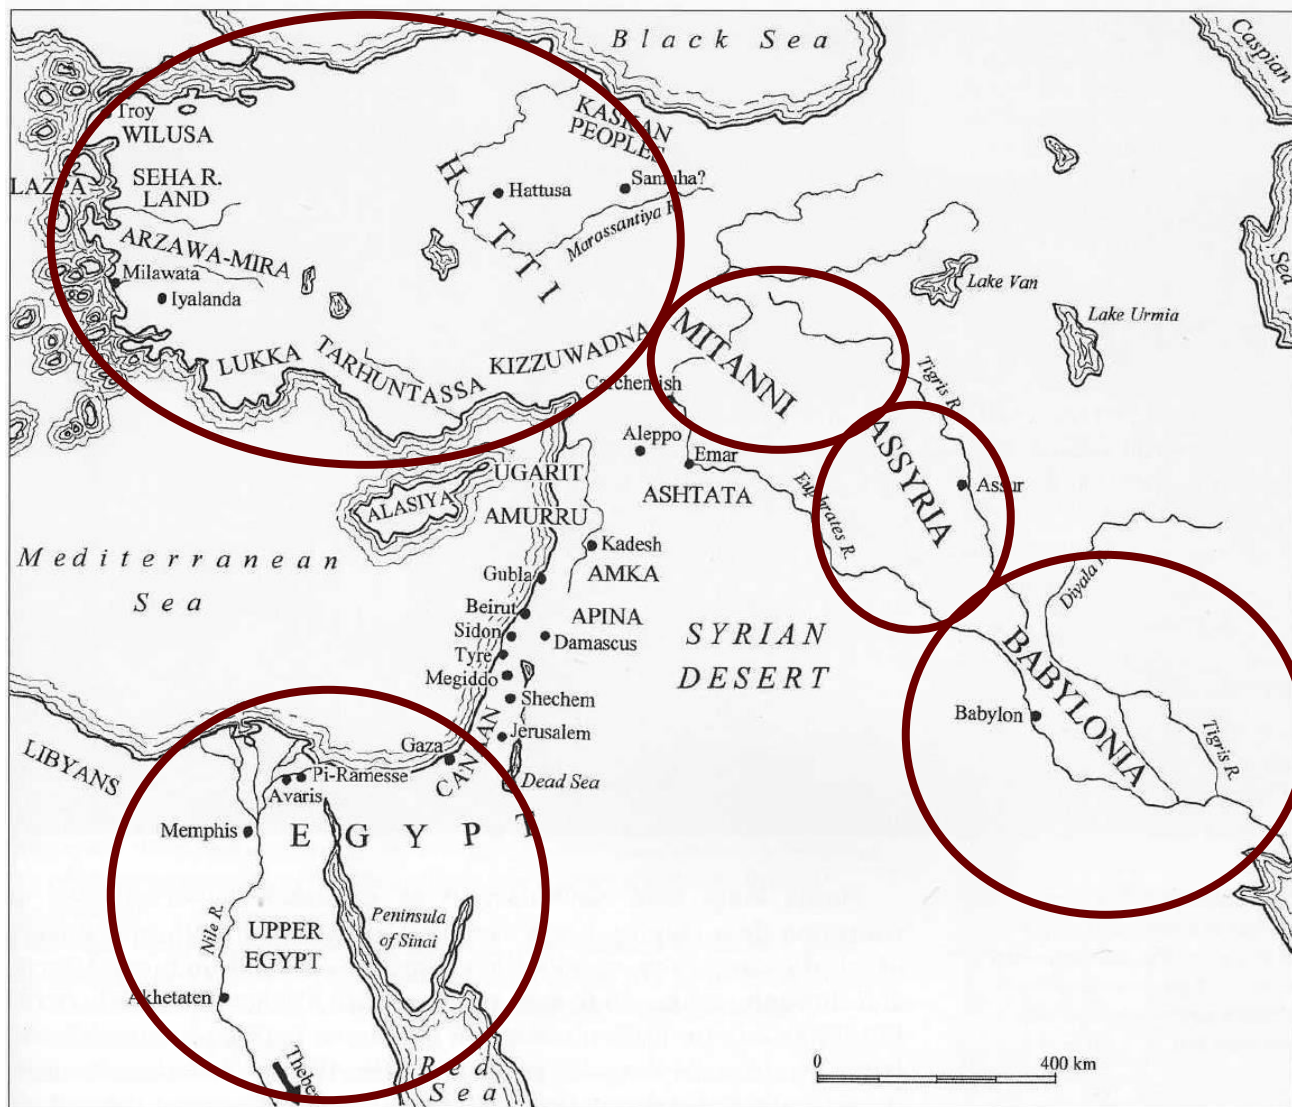 Black Sea
Caspian
Sea
Troy
WILUSA
LAZPA
SEHA R.
LAND
KASKAN
PEOPLES
HATTI
Hattusa
Samuha?
Marassantiya R.
ARZAWA-MIRA
Milawata
Iyalanda
Lake Van
Lake Urmia
LUKKA
TARHUNTASSA
KIZZUWADNA
MITANNI
Carchemish
Tigris R.
Aleppo
Emar
ASHTATA
ASSYRIA
Assur
Euphrates R.
UGARIT
ALASIYA
AMURRU
Kadesh
AMKA
Mediterranean
Sea
Gubla
Beirut
APINA
Sidon
Damascus
Tyre
Megiddo
Shechem
Jerusalem
SYRIAN
DESERT
Diyala R.
BABYLONIA
Babylon
Tigris R.
LIBYANS
Gaza
CANAAN
Dead Sea
Pi-Ramesse
Avaris
Memphis
EGYPT
Nile R.
Peninsula
of Sinai
UPPER
EGYPT
Akhetaten
Thebes
Red
Sea
0 400 km